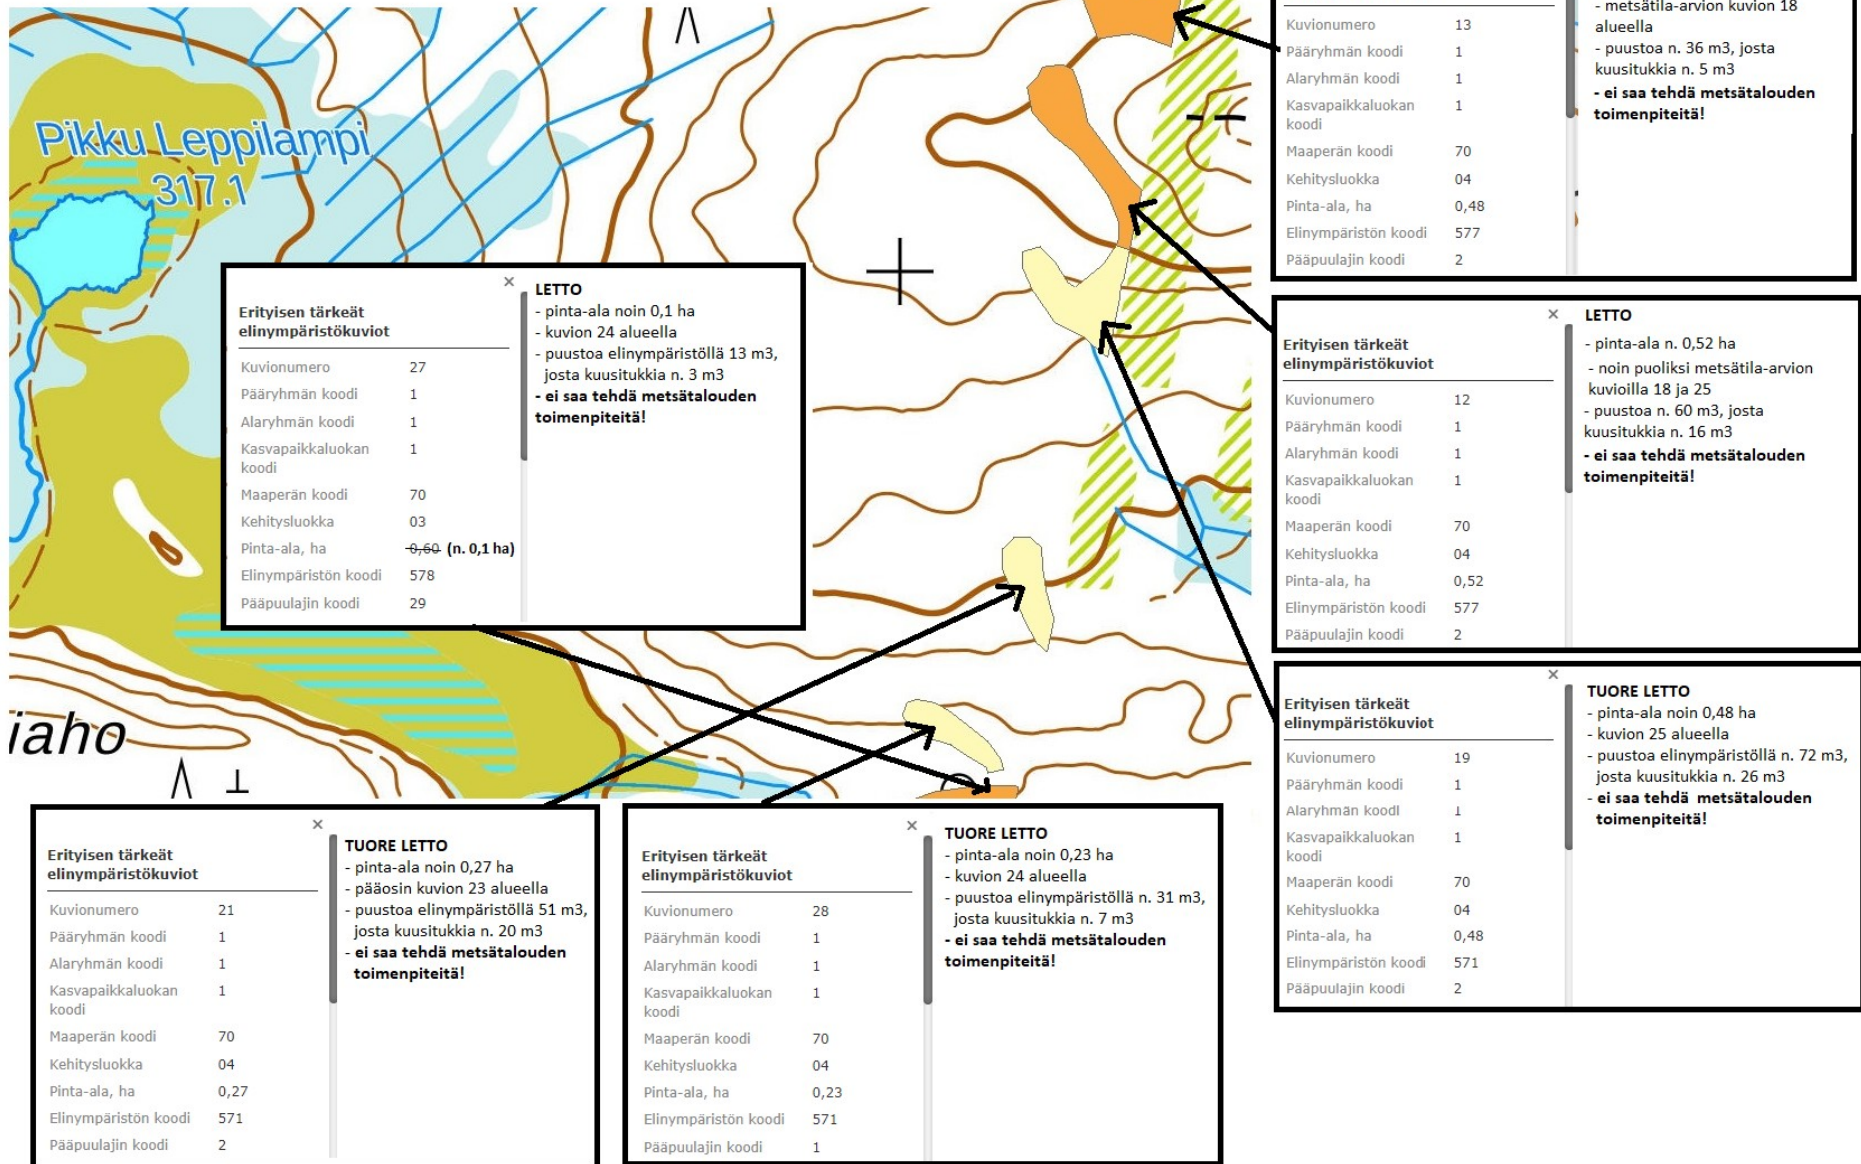 Pikku Leppilampi
317.1
iaho
Kuvionumero 13
Pääryhmän koodi 1
Alaryhmän koodi 1
Kasvapaikkaluokan 1
koodi
Maaperän koodi 70
Kehitysluokka 04
Pinta-ala, ha 0,48
Elinympäristön koodi 577
Pääpuulajin koodi 2
- metsätila-arvion kuvion 18
alueella
- puustoa n. 36 m3, josta
kuusitukkia n. 5 m3
- ei saa tehdä metsätalouden
toimenpiteitä!
×
Erityisen tärkeät
elinympäristökuviot
Kuvionumero 27
Pääryhmän koodi 1
Alaryhmän koodi 1
Kasvapaikkaluokan 1
koodi
Maaperän koodi 70
Kehitysluokka 03
Pinta-ala, ha 0,60 (n. 0,1 ha)
Elinympäristön koodi 578
Pääpuulajin koodi 29
LETTO
- pinta-ala noin 0,1 ha
- kuvion 24 alueella
- puustoa elinympäristöllä 13 m3,
josta kuusitukkia n. 3 m3
- ei saa tehdä metsätalouden
toimenpiteitä!
×
Erityisen tärkeät
elinympäristökuviot
Kuvionumero 12
Pääryhmän koodi 1
Alaryhmän koodi 1
Kasvapaikkaluokan 1
koodi
Maaperän koodi 70
Kehitysluokka 04
Pinta-ala, ha 0,52
Elinympäristön koodi 577
Pääpuulajin koodi 2
LETTO
- pinta-ala n. 0,52 ha
- noin puoliksi metsätila-arvion
kuvioilla 18 ja 25
- puustoa n. 60 m3, josta
kuusitukkia n. 16 m3
- ei saa tehdä metsätalouden
toimenpiteitä!
×
Erityisen tärkeät
elinympäristökuviot
Kuvionumero 19
Pääryhmän koodi 1
Alaryhmän koodi 1
Kasvapaikkaluokan 1
koodi
Maaperän koodi 70
Kehitysluokka 04
Pinta-ala, ha 0,48
Elinympäristön koodi 571
Pääpuulajin koodi 2
TUORE LETTO
- pinta-ala noin 0,48 ha
- kuvion 25 alueella
- puustoa elinympäristöllä n. 72 m3,
josta kuusitukkia n. 26 m3
- ei saa tehdä metsätalouden
toimenpiteitä!
×
Erityisen tärkeät
elinympäristökuviot
Kuvionumero 21
Pääryhmän koodi 1
Alaryhmän koodi 1
Kasvapaikkaluokan 1
koodi
Maaperän koodi 70
Kehitysluokka 04
Pinta-ala, ha 0,27
Elinympäristön koodi 571
Pääpuulajin koodi 2
TUORE LETTO
- pinta-ala noin 0,27 ha
- pääosin kuvion 23 alueella
- puustoa elinympäristöllä 51 m3,
josta kuusitukkia n. 20 m3
- ei saa tehdä metsätalouden
toimenpiteitä!
×
Erityisen tärkeät
elinympäristökuviot
Kuvionumero 28
Pääryhmän koodi 1
Alaryhmän koodi 1
Kasvapaikkaluokan 1
koodi
Maaperän koodi 70
Kehitysluokka 04
Pinta-ala, ha 0,23
Elinympäristön koodi 571
Pääpuulajin koodi 1
TUORE LETTO
- pinta-ala noin 0,23 ha
- kuvion 24 alueella
- puustoa elinympäristöllä n. 31 m3,
josta kuusitukkia n. 7 m3
- ei saa tehdä metsätalouden
toimenpiteitä!